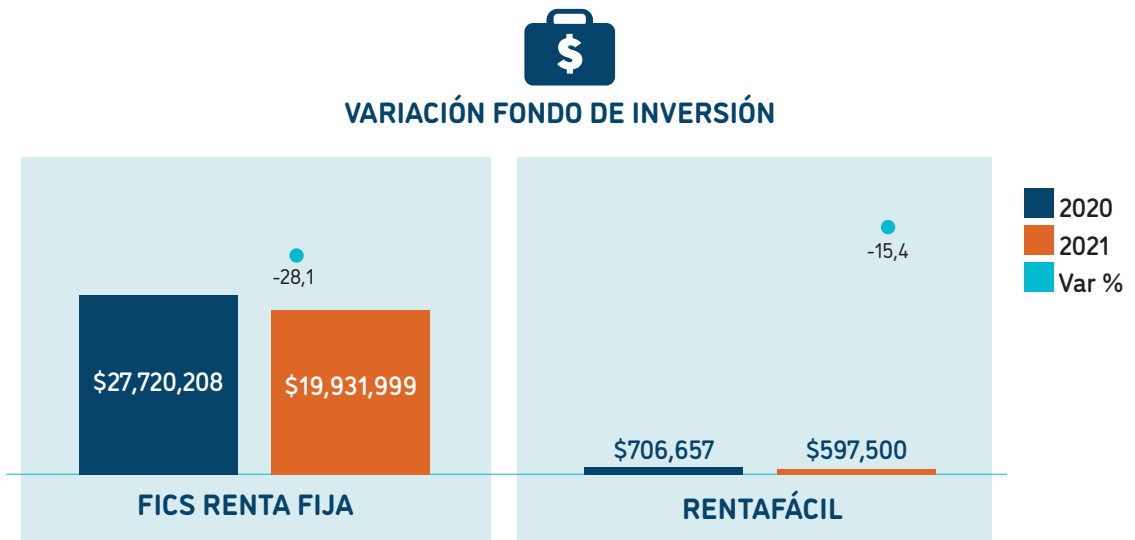 $
VARIACIÓN FONDO DE INVERSIÓN
-28,1
$27,720,208
$19,931,999
FICS RENTA FIJA
-15,4
$706,657
$597,500
RENTAFÁCIL
2020
2021
Var %